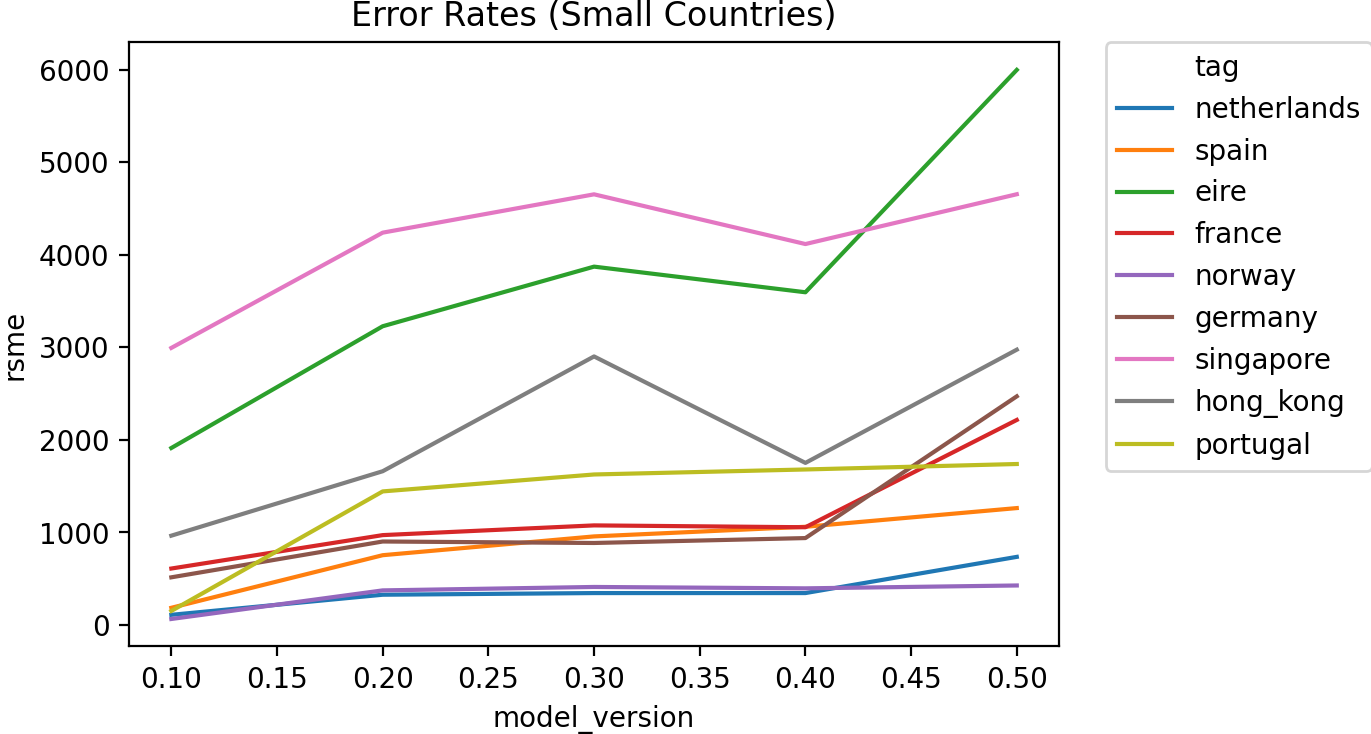 Error Rates (Small Countries)
6000
5000
4000
3000
2000
1000
0
rsme
0.10 0.15 0.20 0.25 0.30 0.35 0.40 0.45 0.50
model_version
tag
netherlands
spain
eire
france
norway
germany
singapore
hong_kong
portugal